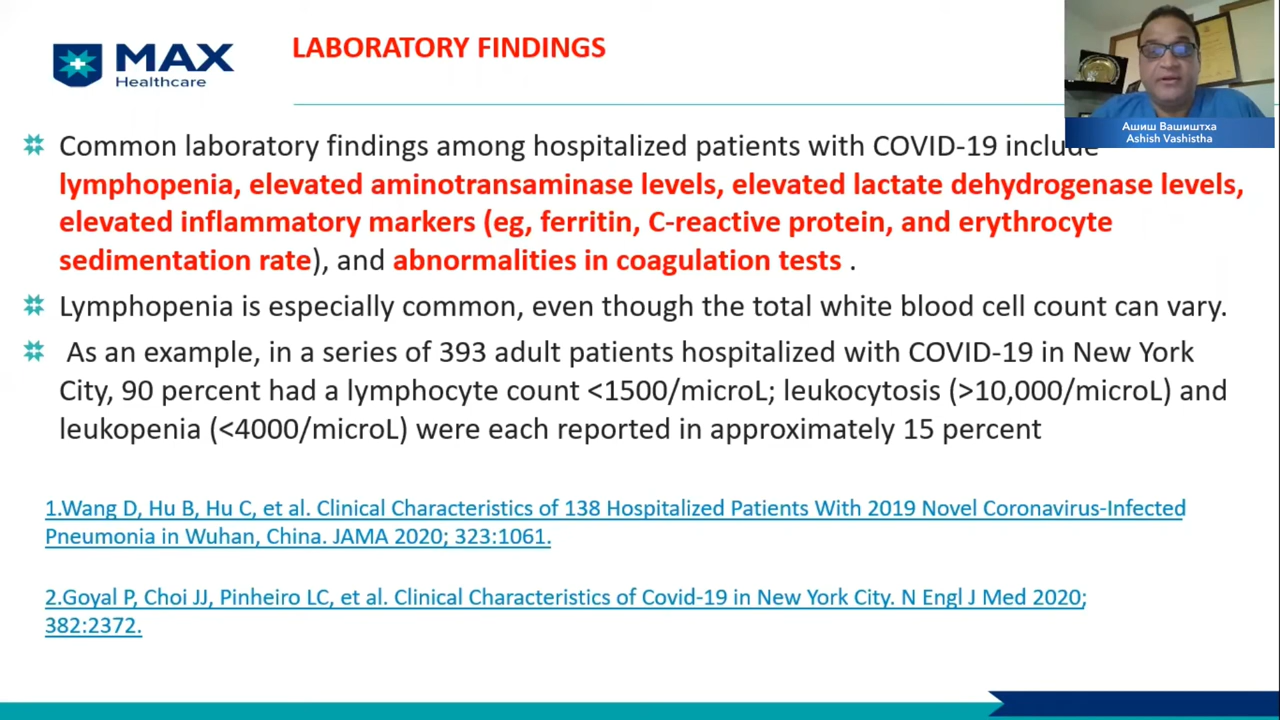 MAX
Healthcare
LABORATORY FINDINGS
Ашиш Вашиштха
Ashish Vashistha
Common laboratory findings among hospitalized patients with COVID-19 include
lymphopenia, elevated aminotransaminase levels, elevated lactate dehydrogenase levels,
elevated inflammatory markers (eg, ferritin, C-reactive protein, and erythrocyte
sedimentation rate), and abnormalities in coagulation tests .
Lymphopenia is especially common, even though the total white blood cell count can vary.
As an example, in a series of 393 adult patients hospitalized with COVID-19 in New York
City, 90 percent had a lymphocyte count <1500/microL; leukocytosis (>10,000/microL) and
leukopenia (<4000/microL) were each reported in approximately 15 percent
1.Wang D, Hu B, Hu C, et al. Clinical Characteristics of 138 Hospitalized Patients With 2019 Novel Coronavirus-Infected
Pneumonia in Wuhan, China. JAMA 2020; 323:1061.
2.Goyal P, Choi JJ, Pinheiro LC, et al. Clinical Characteristics of Covid-19 in New York City. N Engl J Med 2020;
382:2372.